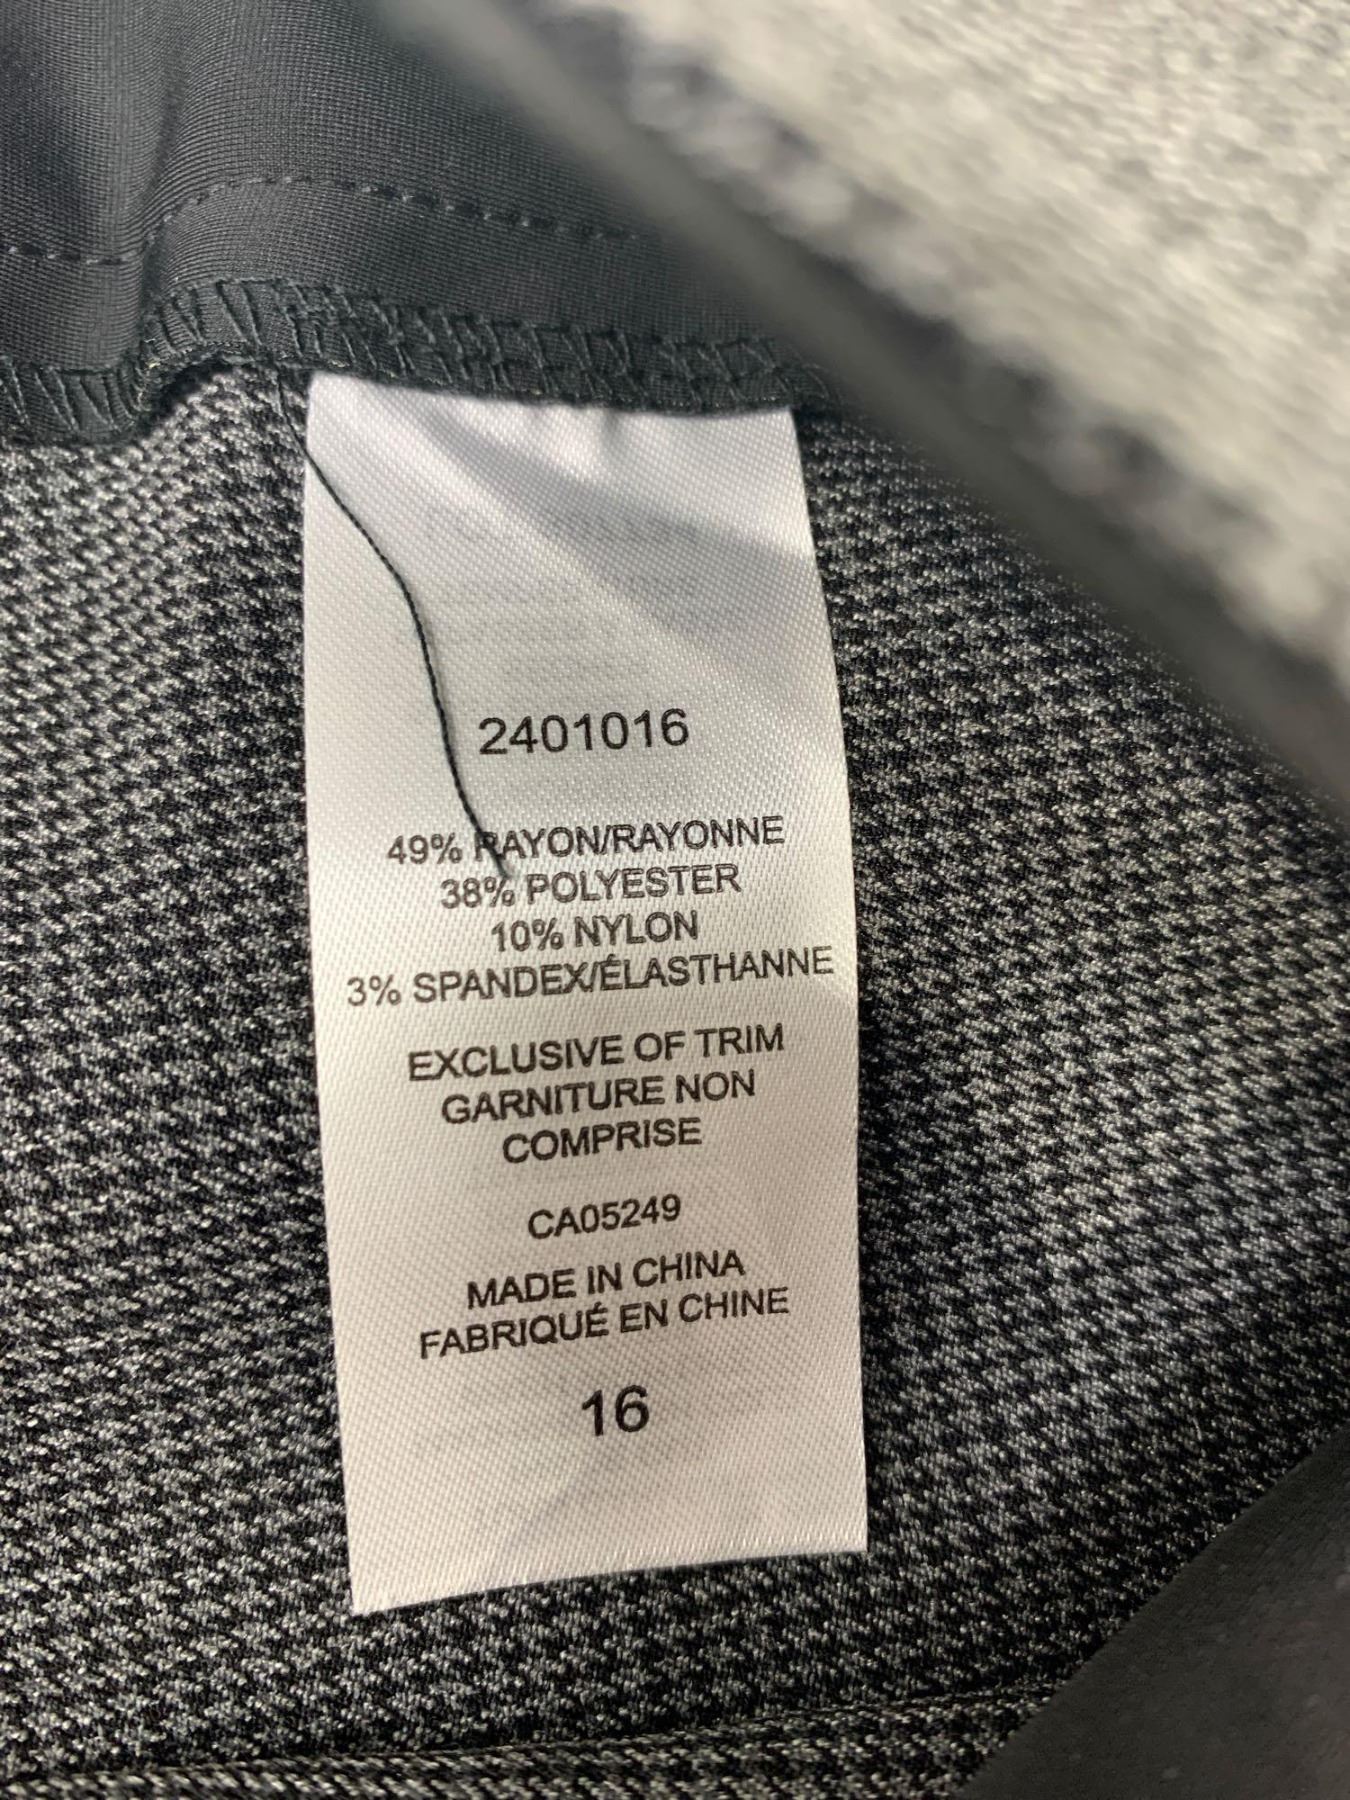 2401016
49% RAYON/RAYONNE
38% POLYESTER
10% NYLON
3% SPANDEX/ÉLASTHANNE
EXCLUSIVE OF TRIM
GARNITURE NON
COMPRISE
CA05249
MADE IN CHINA
FABRIQUÉ EN CHINE
16